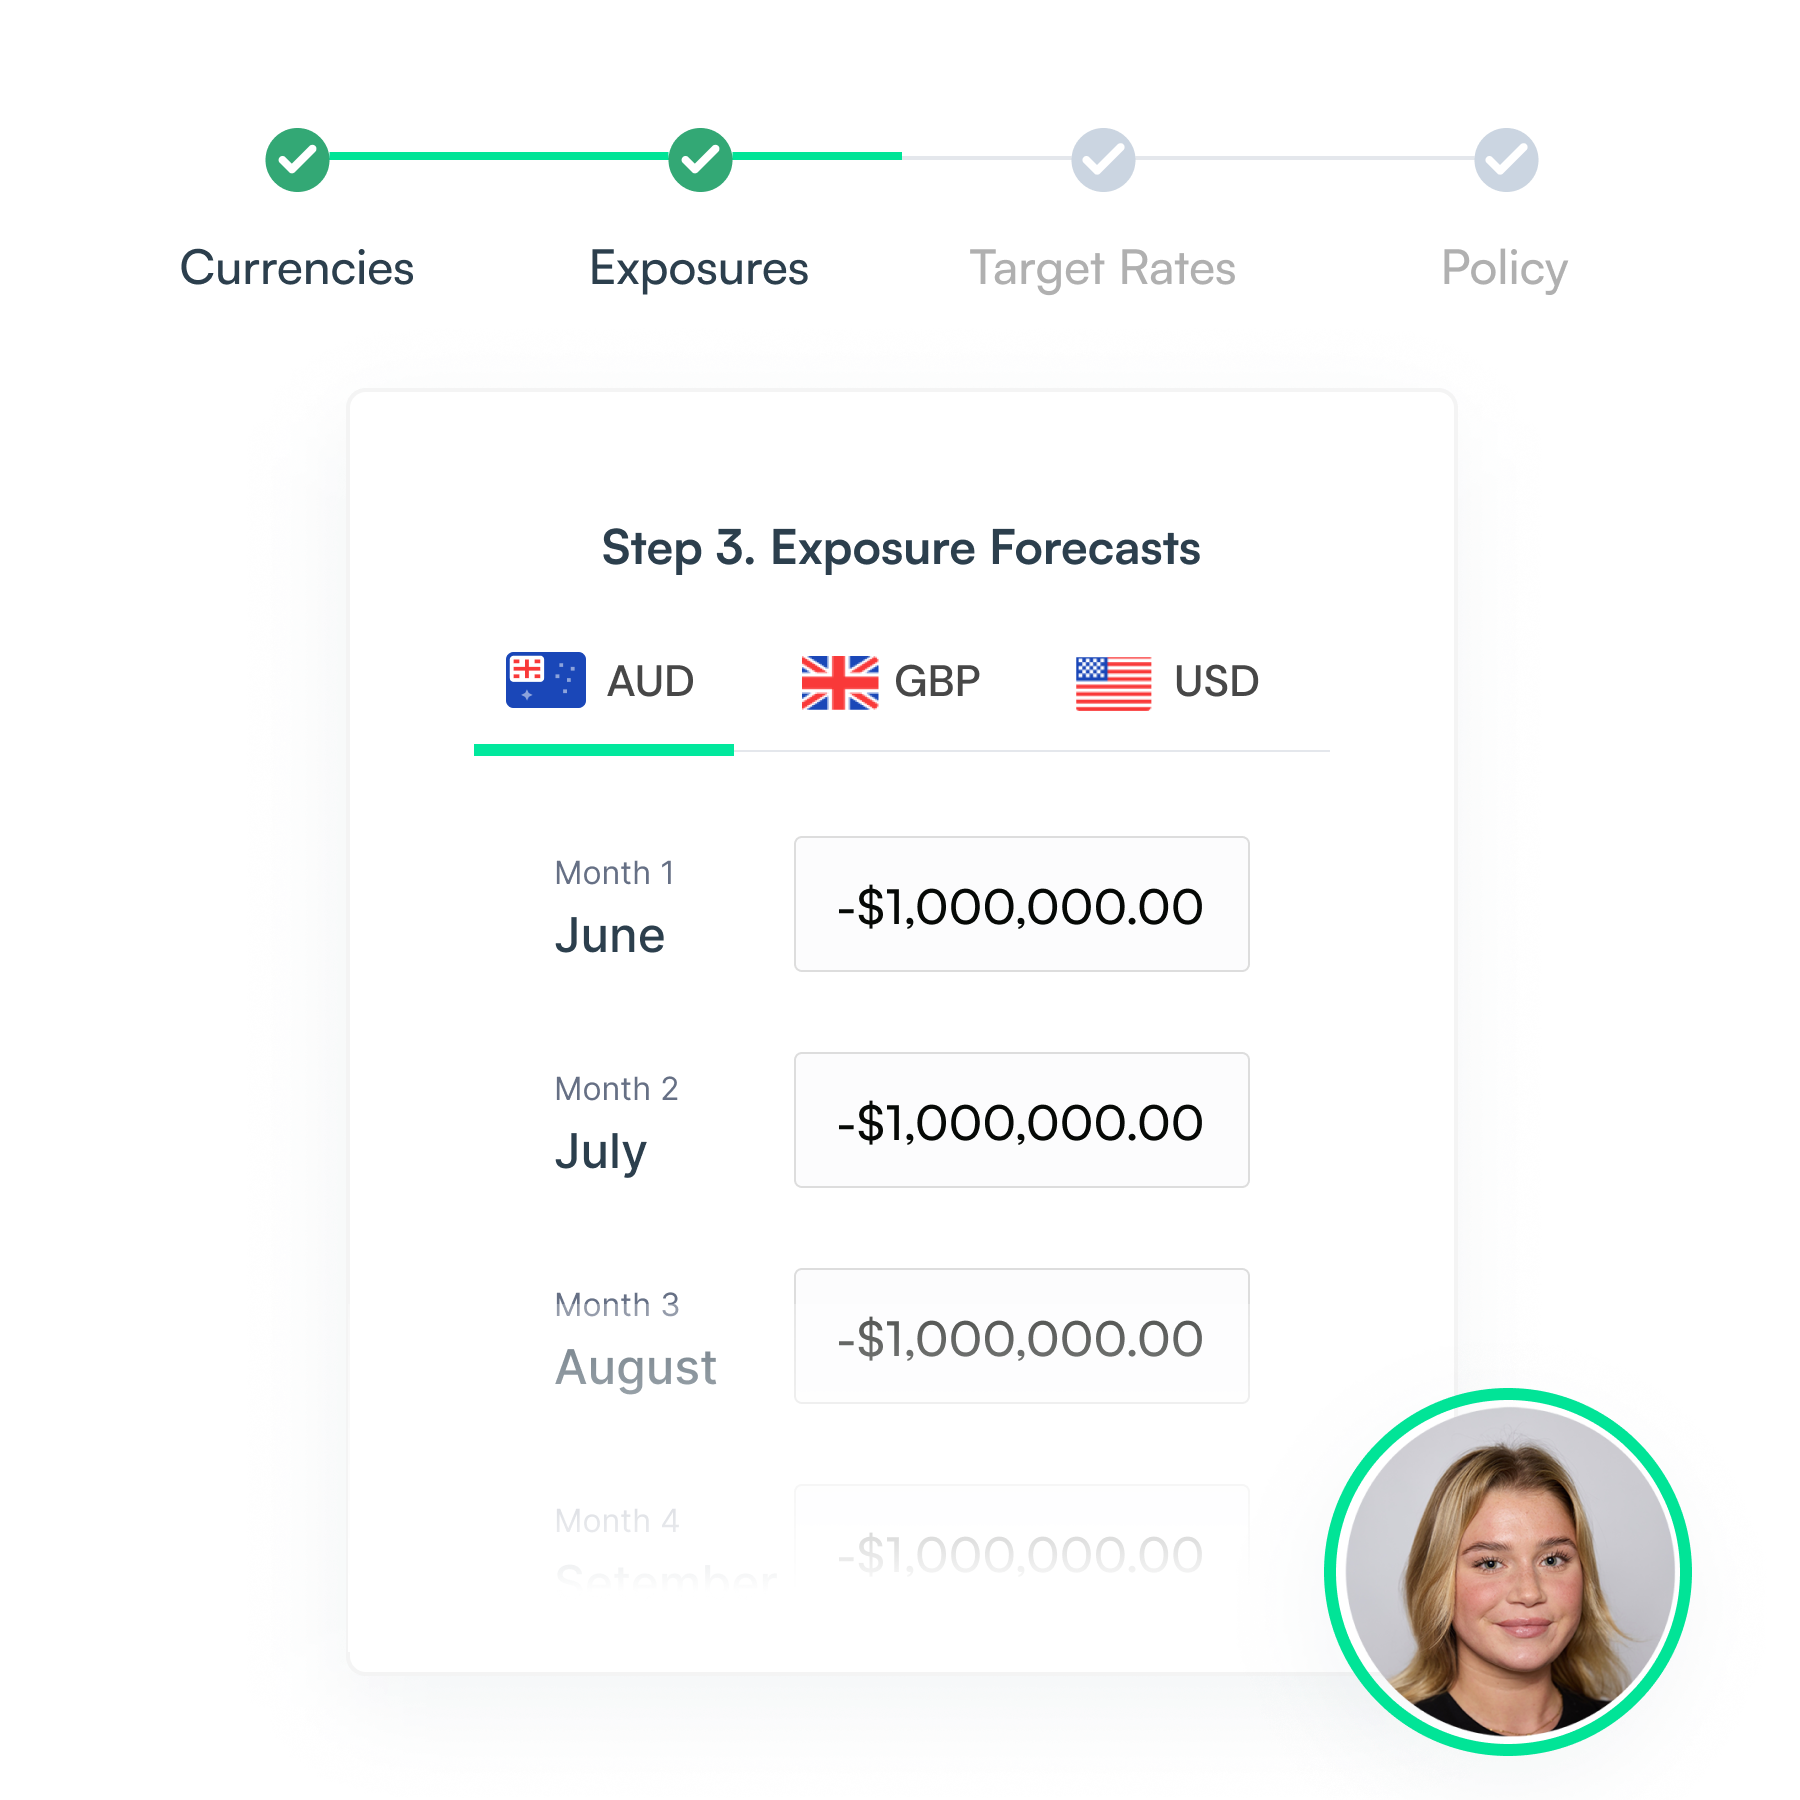 Currencies Exposures Target Rates Policy
Step 3. Exposure Forecasts
AUD GBP USD
Month 1
June
-$1,000,000.00
Month 2
July
-$1,000,000.00
Month 3
August
-$1,000,000.00
Month 4
Setember
-$1,000,000.00